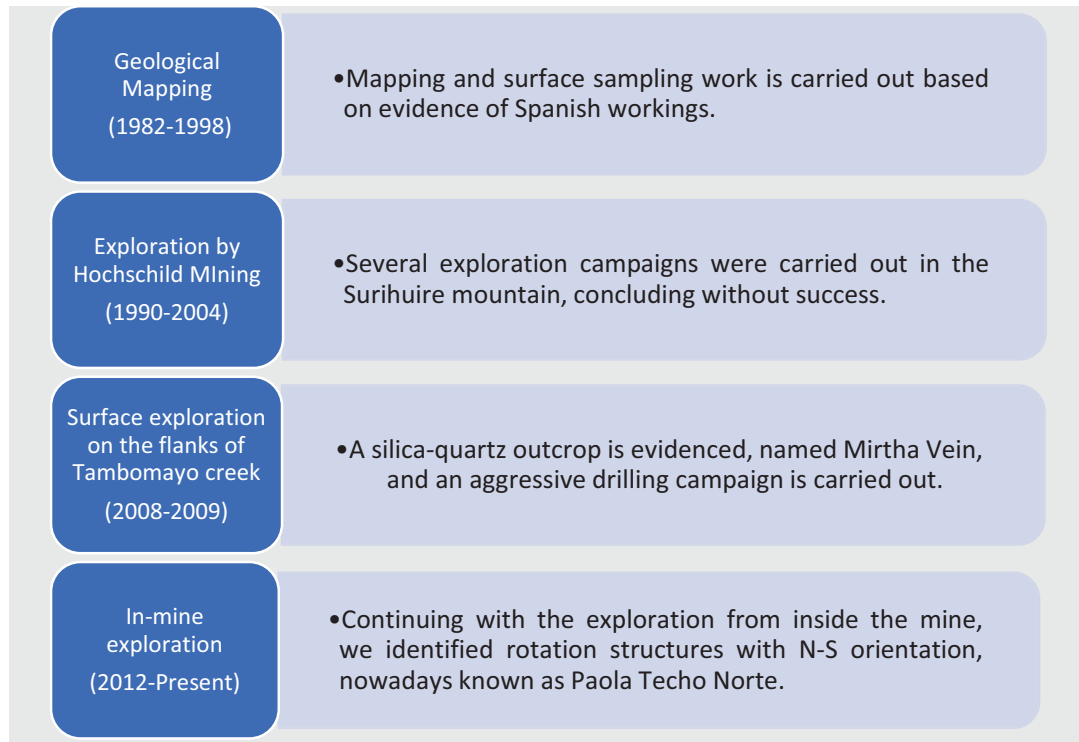 Geological
Mapping
(1982-1998)
•Mapping and surface sampling work is carried out based
on evidence of Spanish workings.
Exploration by
Hochschild MIning
(1990-2004)
•Several exploration campaigns were carried out in the
Surihuire mountain, concluding without success.
Surface exploration
on the flanks of
Tambomayo creek
(2008-2009)
•A silica-quartz outcrop is evidenced, named Mirtha Vein,
and an aggressive drilling campaign is carried out.
In-mine
exploration
(2012-Present)
•Continuing with the exploration from inside the mine,
we identified rotation structures with N-S orientation,
nowadays known as Paola Techo Norte.